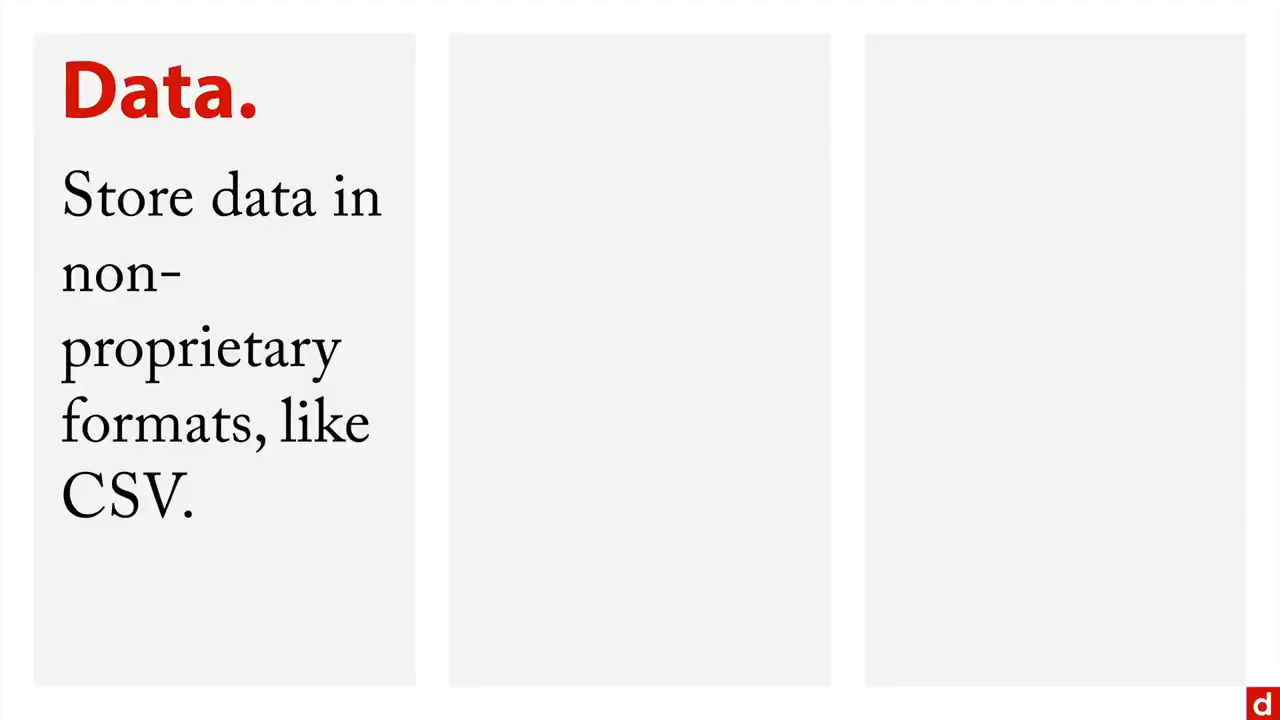 Data.
Store data in
non-
proprietary
formats, like
CSV.
d